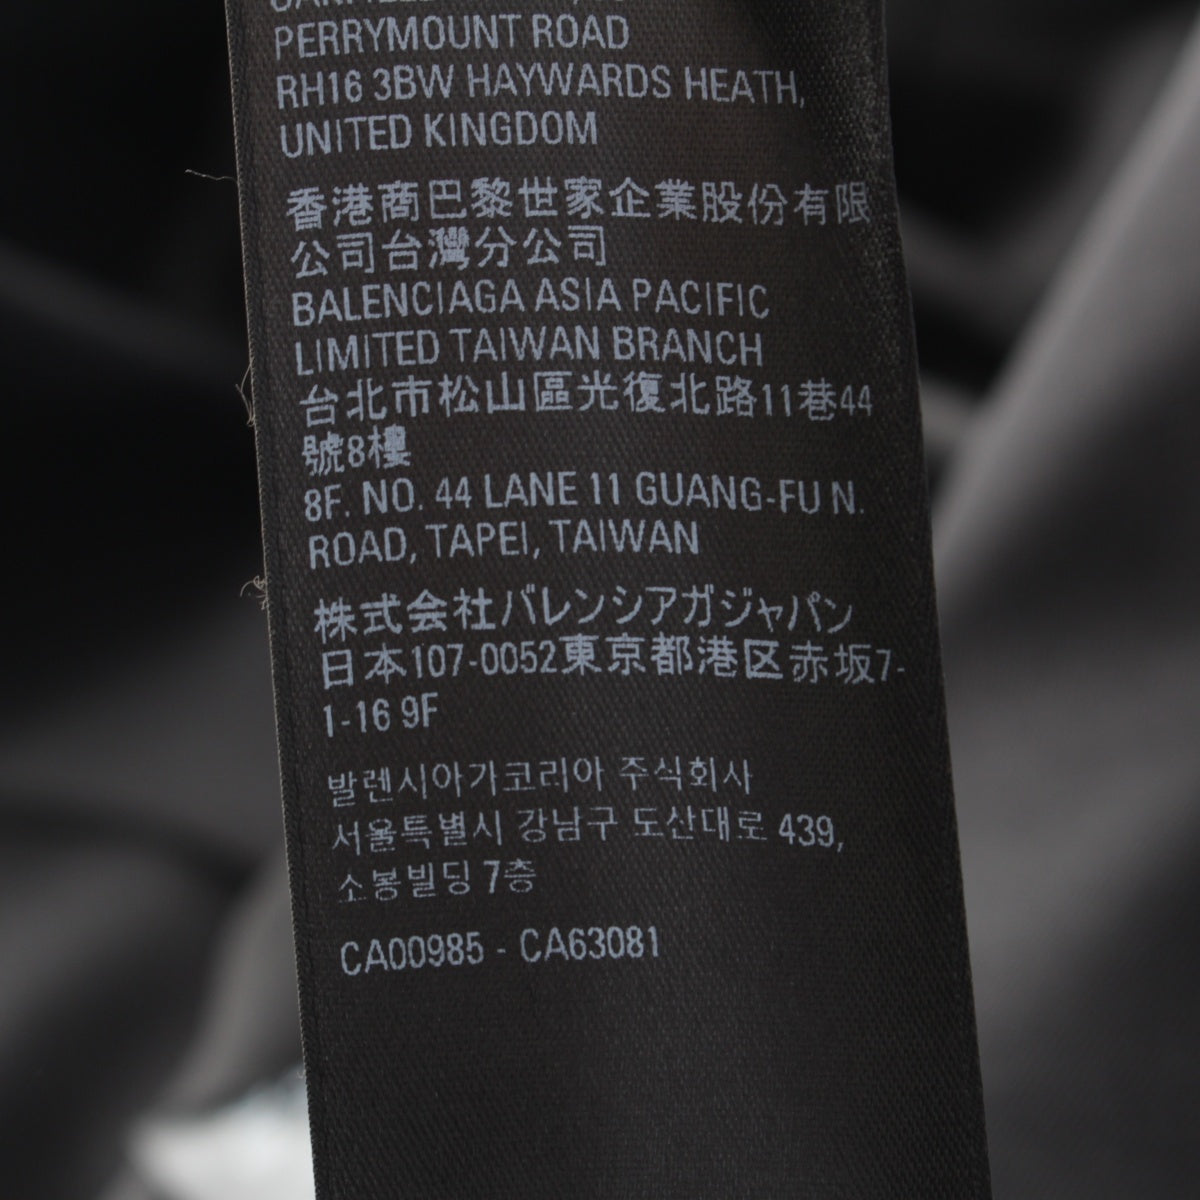 PERRYMOUNT ROAD
RH16 3BW HAYWARDS HEATH,
UNITED KINGDOM
香港商巴黎世家企業股份有限
公司台灣分公司
BALENCIAGA ASIA PACIFIC
LIMITED TAIWAN BRANCH
台北市松山區光復北路11巷44
號8樓
8F. NO. 44 LANE 11 GUANG-FU N.
ROAD, TAPEI, TAIWAN
株式会社バレンシアガジャパン
日本107-0052東京都港区赤坂7-
1-16 9F
발렌시아가코리아 주식회사
서울특별시 강남구 도산대로 439,
소봉빌딩 7층
CA00985 - CA63081